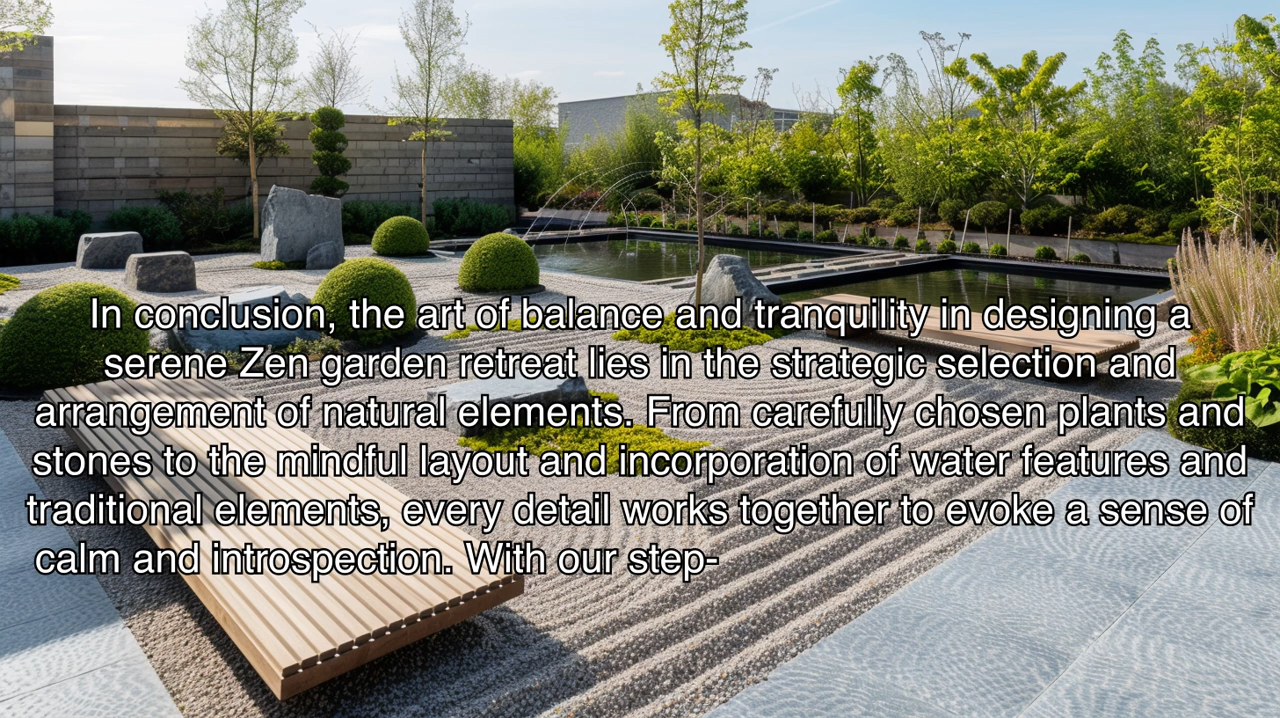 In conclusion, the art of balance and tranquility in designing a
serene Zen garden retreat lies in the strategic selection and
arrangement of natural elements. From carefully chosen plants and
stones to the mindful layout and incorporation of water features and
traditional elements, every detail works together to evoke a sense of
calm and introspection. With our step-